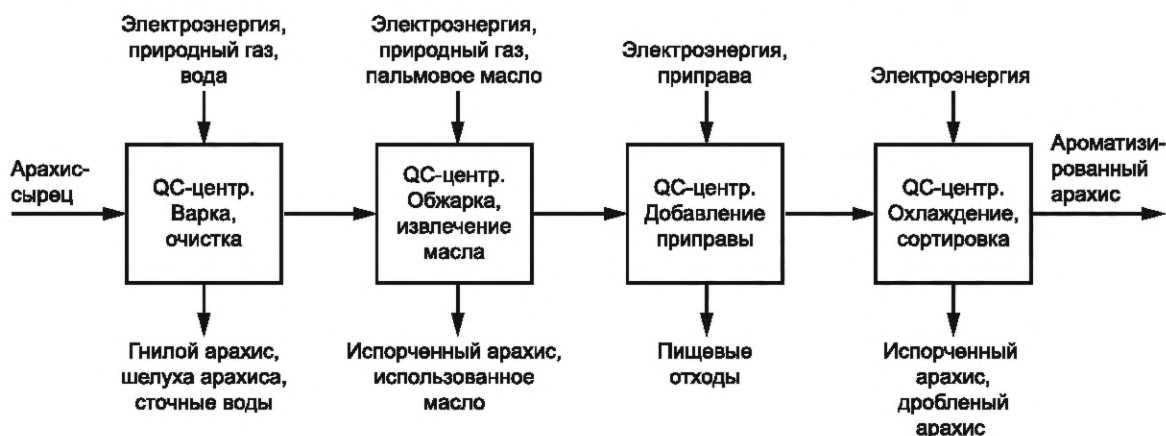 Электроэнергия,
природный газ,
вода
Электроэнергия,
природный газ,
пальмовое масло
Электроэнергия,
приправа
Электроэнергия
Арахис-
сырец
QC-центр.
Варка,
очистка
QC-центр.
Обжарка,
извлечение
масла
QC-центр.
Добавление
приправы
QC-центр.
Охлаждение,
сортировка
Ароматизи-
рованный
арахис
Гнилой арахис,
шелуха арахиса,
сточные воды
Испорченный арахис,
использованное
масло
Пищевые
отходы
Испорченный
арахис,
дробленый
арахис